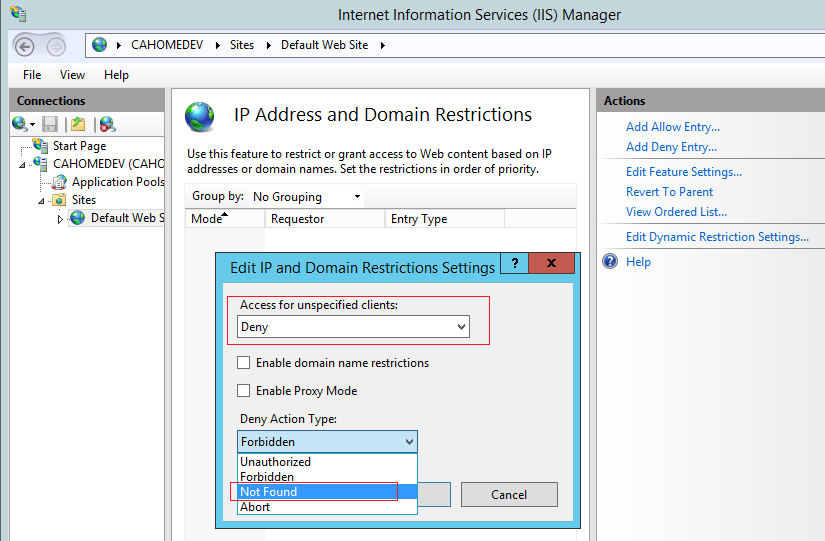 Internet Information Services (IIS) Manager
CAHOMEDEV Sites Default Web Site
File View Help
Connections
Start Page
CAHOMEDEV (CAHO
Application Pools
Sites
Default Web S
IP Address and Domain Restrictions
Use this feature to restrict or grant access to Web content based on IP
addresses or domain names. Set the restrictions in order of priority.
Group by: No Grouping
Mode Requestor Entry Type
Edit IP and Domain Restrictions Settings ? x
Access for unspecified clients:
Deny
Enable domain name restrictions
Enable Proxy Mode
Deny Action Type:
Forbidden
Unauthorized
Forbidden
Not Found
Abort
Cancel
Actions
Add Allow Entry...
Add Deny Entry...
Edit Feature Settings...
Revert To Parent
View Ordered List...
Edit Dynamic Restriction Settings...
? Help